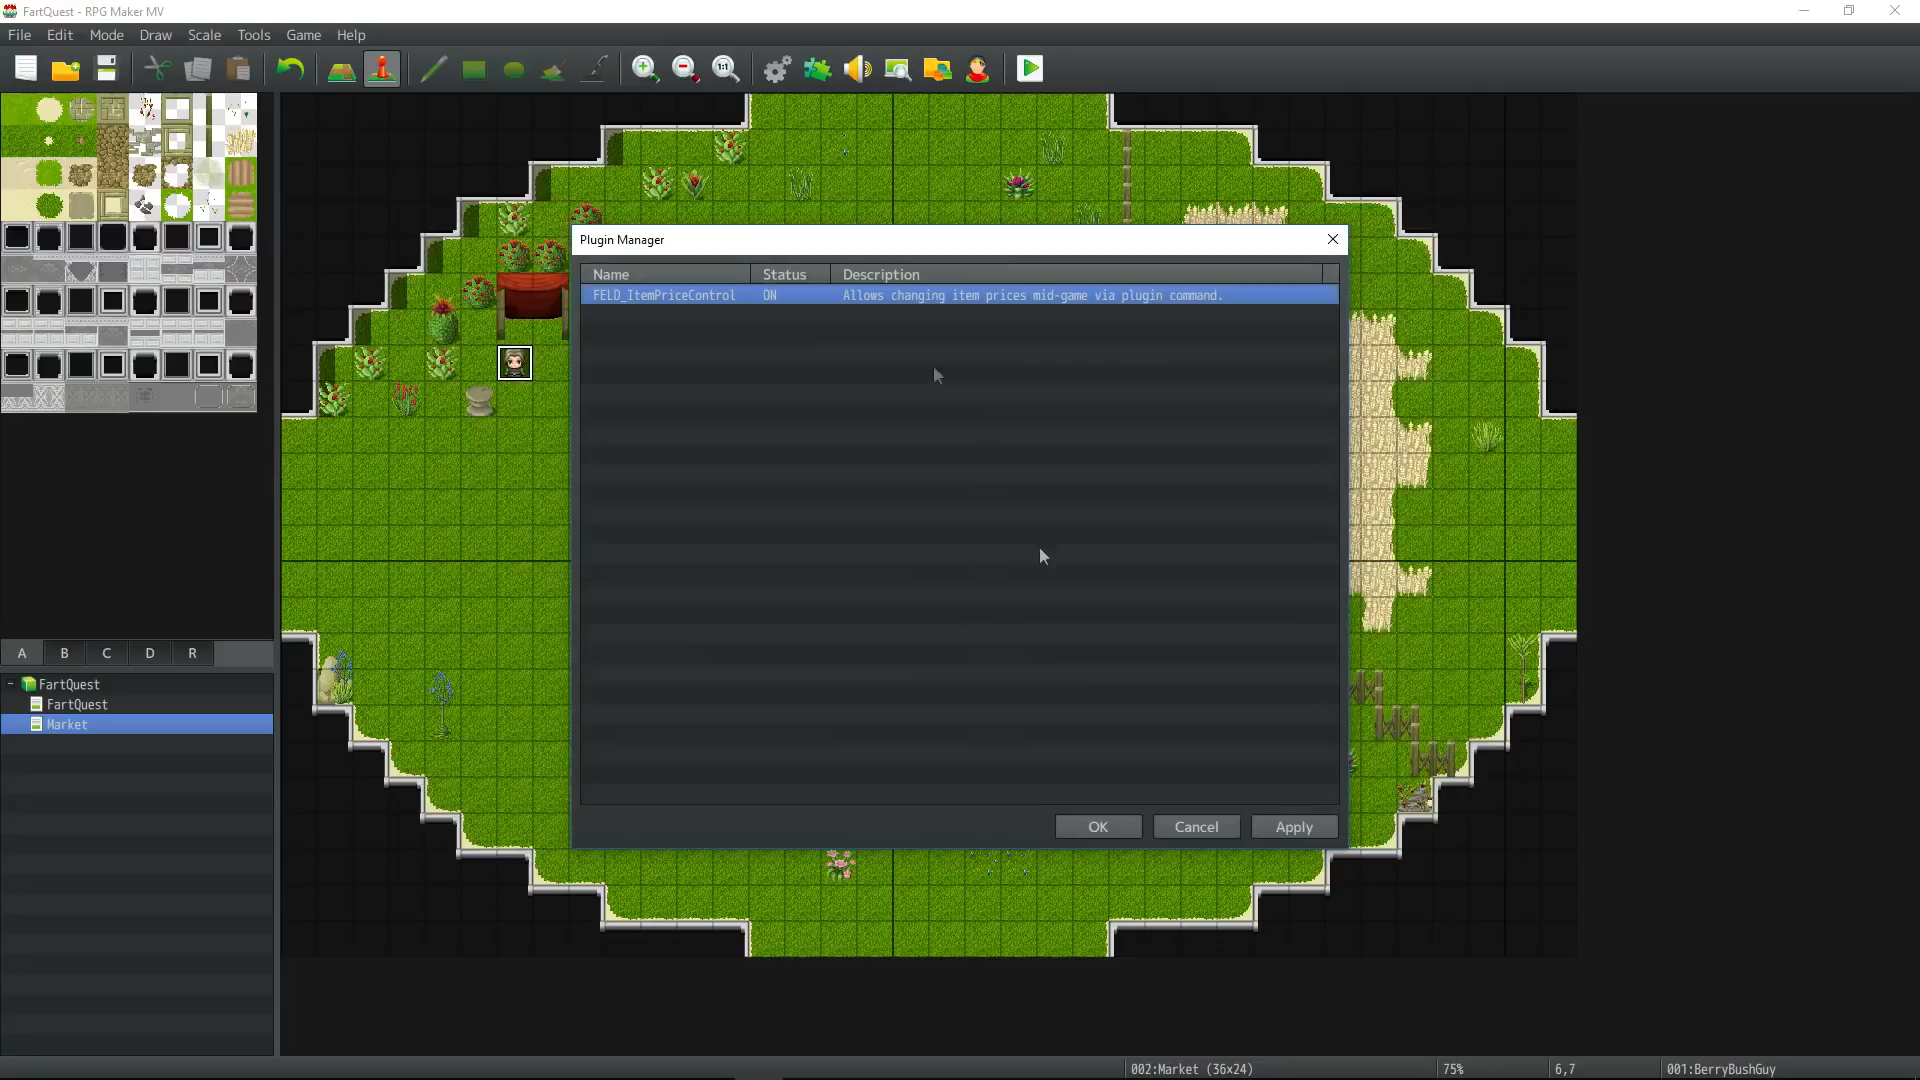 FartQuest - RPG Maker MV
File Edit Mode Draw Scale Tools Game Help
1:1
Plugin Manager
Name Status Description
FELD_ItemPriceControl ON Allows changing item prices mid-game via plugin command.
OK Cancel Apply
A B C D R
FartQuest
FartQuest
Market
002:Market (36x24) 75% 6,7 001:BerryBushGuy